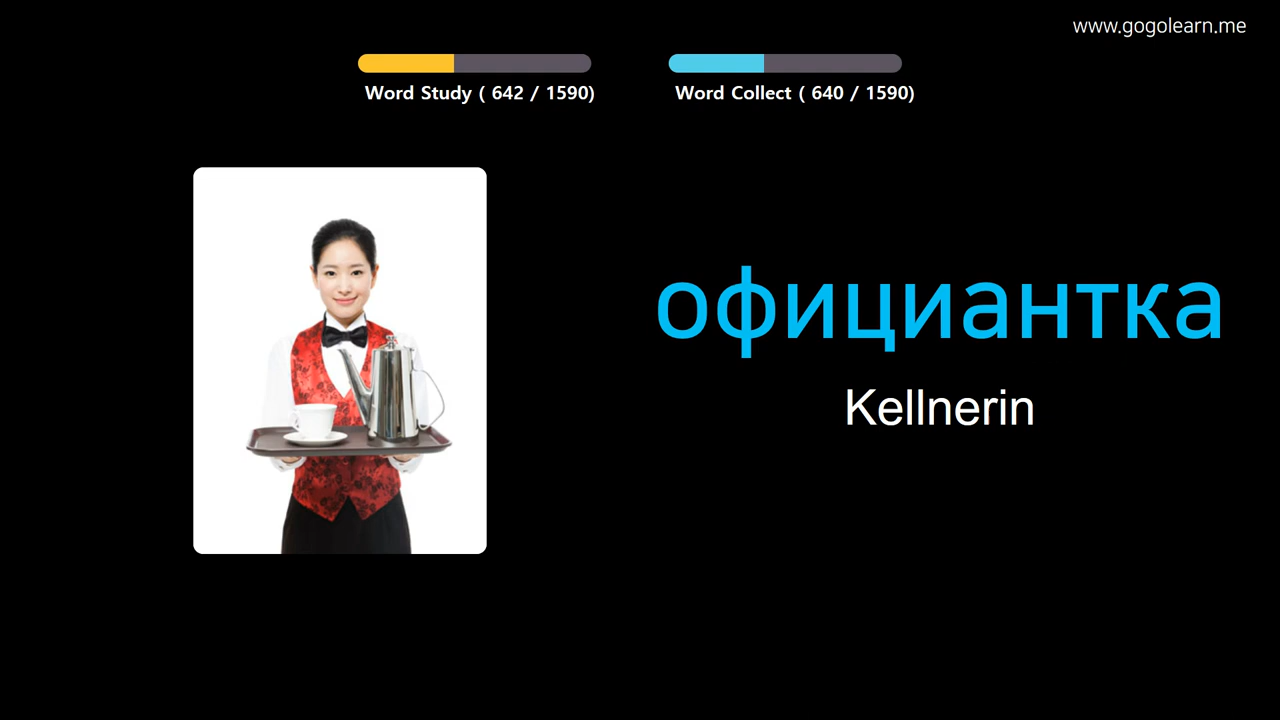 www.gogolearn.me
Word Study ( 642 / 1590)
Word Collect ( 640 / 1590)
официантка
Kellnerin